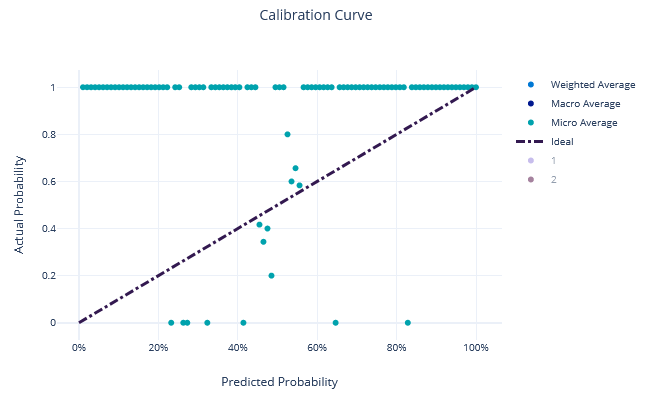 Calibration Curve
1
0.8
0.6
0.4
0.2
0
0%
20%
40%
60%
80%
100%
Actual Probability
Predicted Probability
Weighted Average
Macro Average
Micro Average
Ideal
1
2